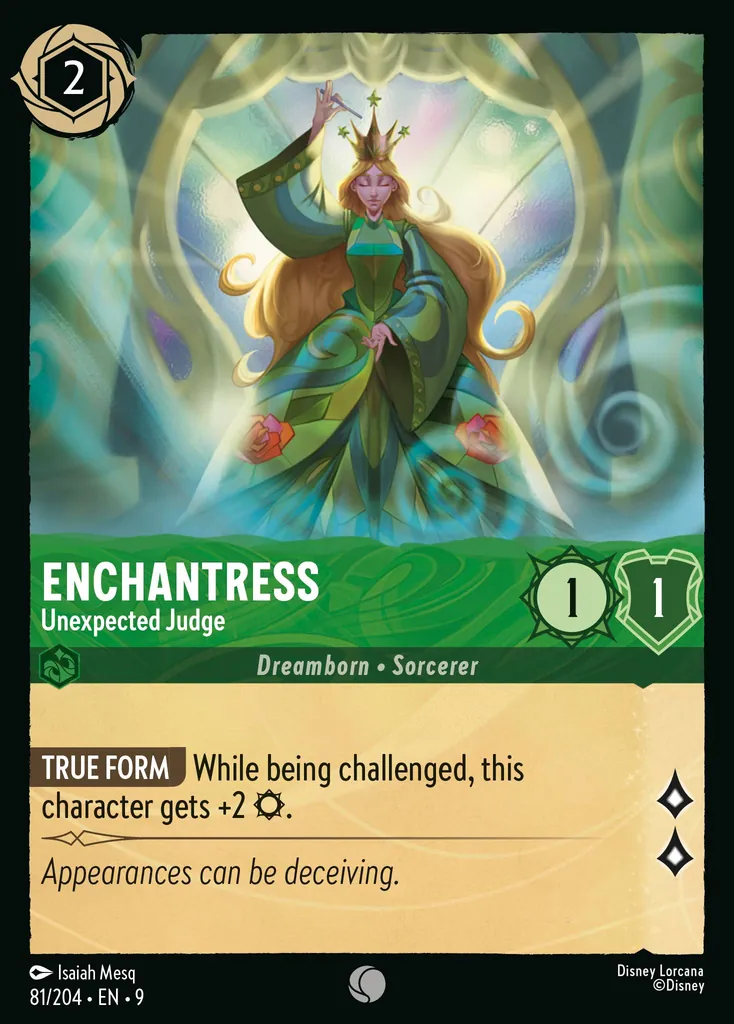 2
ENCHANTRESS
Unexpected Judge
1
1
Dreamborn • Sorcerer
TRUE FORM While being challenged, this
character gets +2 .
Appearances can be deceiving.
Isaiah Mesq
81/204 • EN • 9
Disney Lorcana
©Disney